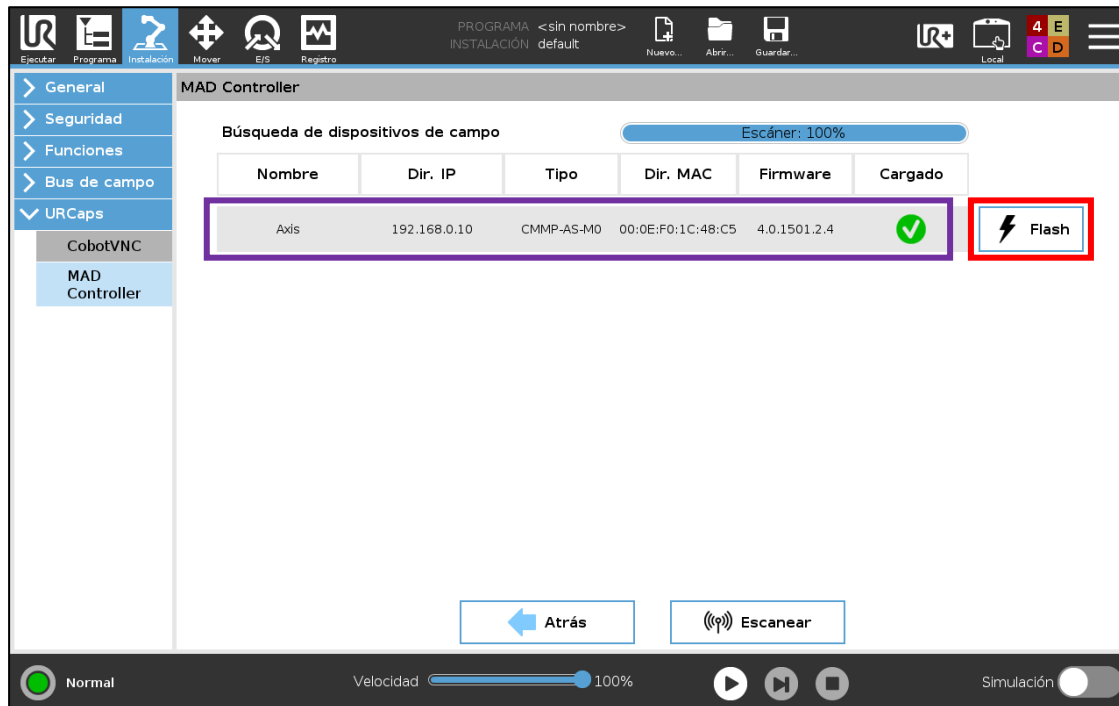 PROGRAMA <sin nombre>
INSTALACIÓN default
UR
Ejecutar
Programa
Instalación
Mover
E/S
Registro
Nuevo...
Abrir...
Guardar...
UR+
Local
4 E
C D
General
Seguridad
Funciones
Bus de campo
URCaps
CobotVNC
MAD
Controller
MAD Controller
Búsqueda de dispositivos de campo
Escáner: 100%
Nombre Dir. IP Tipo Dir. MAC Firmware Cargado
Axis 192.168.0.10 CMMP-AS-M0 00:0E:F0:1C:48:C5 4.0.1501.2.4
Flash
Atrás
Escanear
Normal
Velocidad 100%
Simulación